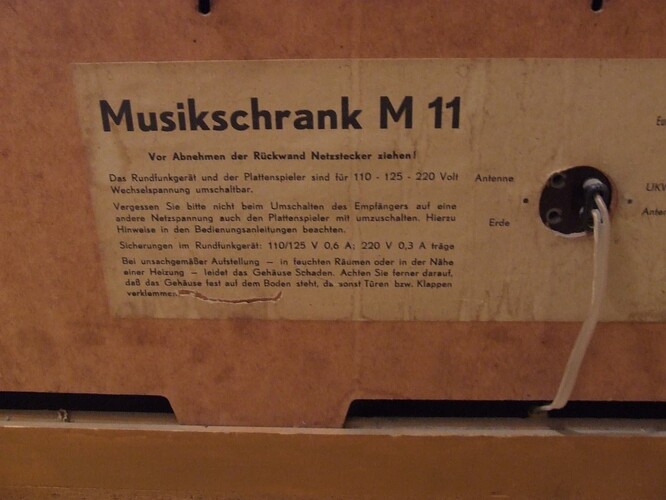 Musikschrank M 11
Vor Abnehmen der Rückwand Netzstecker ziehen!
Das Rundfunkgerät und der Plattenspieler sind für 110 - 125 - 220 Volt
Wechselspannung umschaltbar.
Vergessen Sie bitte nicht beim Umschalten des Empfängers auf eine
andere Netzspannung auch den Plattenspieler mit umzuschalten. Hierzu
Hinweise in den Bedienungsanleitungen beachten.
Sicherungen im Rundfunkgerät: 110/125 V 0,6 A; 220 V 0,3 A träge
Bei unsachgemäßer Aufstellung — in feuchten Räumen oder in der Nähe
einer Heizung — leidet das Gehäuse Schaden. Achten Sie ferner darauf,
daß das Gehäuse fest auf dem Boden steht, da sonst Türen bzw. Klappen
verklemmen
Antenne
Erde
UKW
Anten